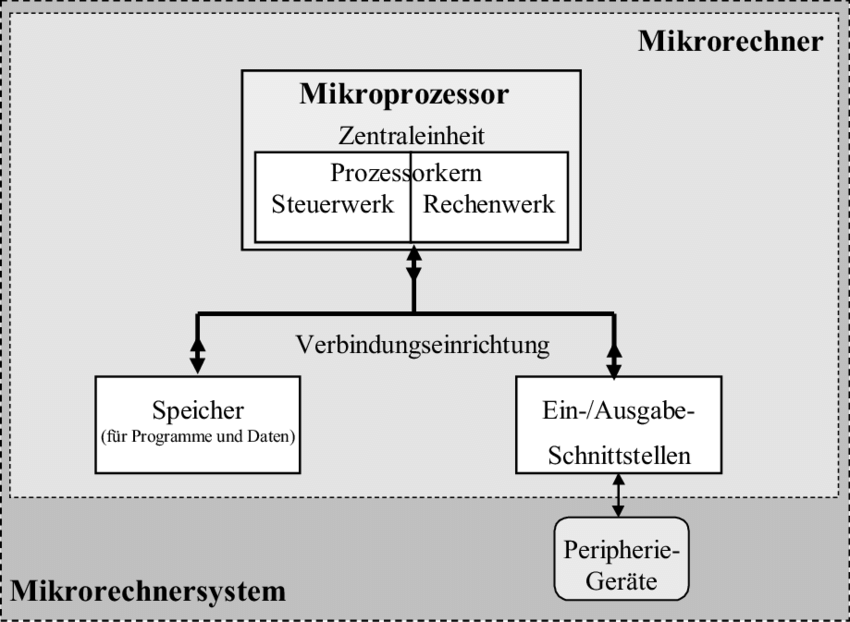 Mikrorechner
Mikroprozessor
Zentraleinheit
Prozessorkern
Steuerwerk
Rechenwerk
Verbindungseinrichtung
Speicher
(für Programme und Daten)
Ein-/Ausgabe-
Schnittstellen
Peripherie-
Geräte
Mikrorechnersystem